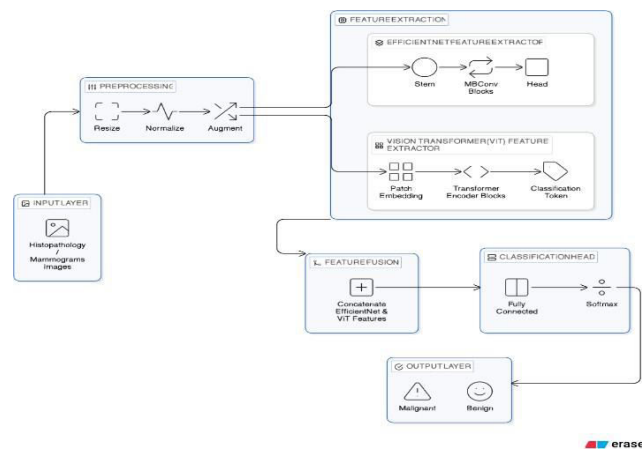 FEATUREEXTRACTION
EFFICIENTNETFEATUREEXTRACTOR
Stem
MBConv
Blocks
Head
PREPROCESSING
Resize
Normalize
Augment
VISION TRANSFORMER(ViT) FEATURE
EXTRACTOR
Patch
Embedding
Transformer
Encoder Blocks
Classification
Token
INPUTLAYER
Histopathology
/
Mammograms
Images
FEATUREFUSION
Concatenate
EfficientNet &
ViT Features
CLASSIFICATIONHEAD
Fully
Connected
Softmax
OUTPUTLAYER
Malignant
Benign
erase